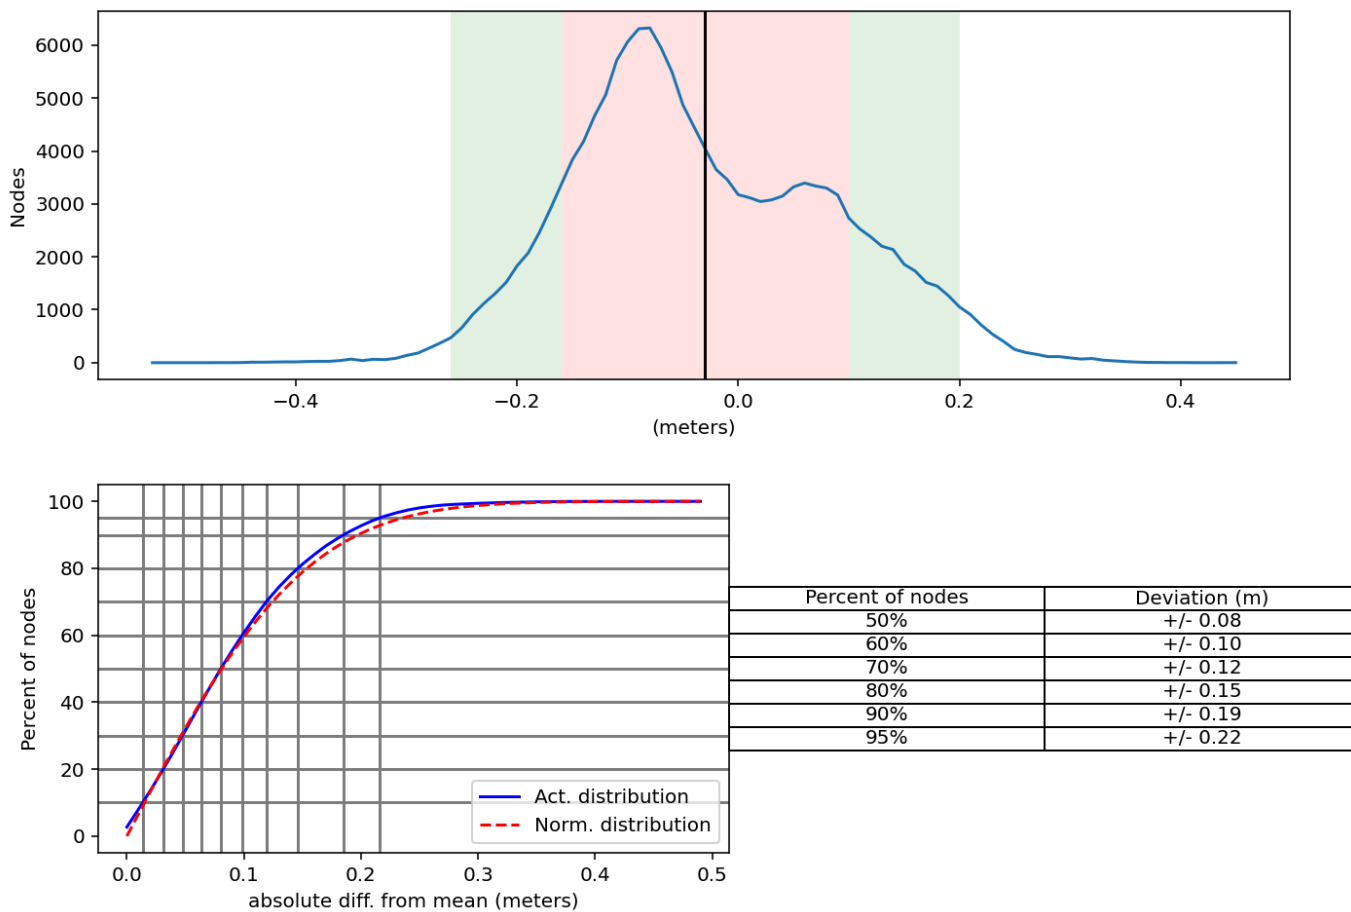 6000
5000
4000
3000
2000
1000
0
Nodes
−0.4
−0.2
0.0
0.2
0.4
(meters)
100
80
60
40
20
0
Percent of nodes
Act. distribution
Norm. distribution
0.0
0.1
0.2
0.3
0.4
0.5
absolute diff. from mean (meters)
Percent of nodes Deviation (m)
50% +/- 0.08
60% +/- 0.10
70% +/- 0.12
80% +/- 0.15
90% +/- 0.19
95% +/- 0.22